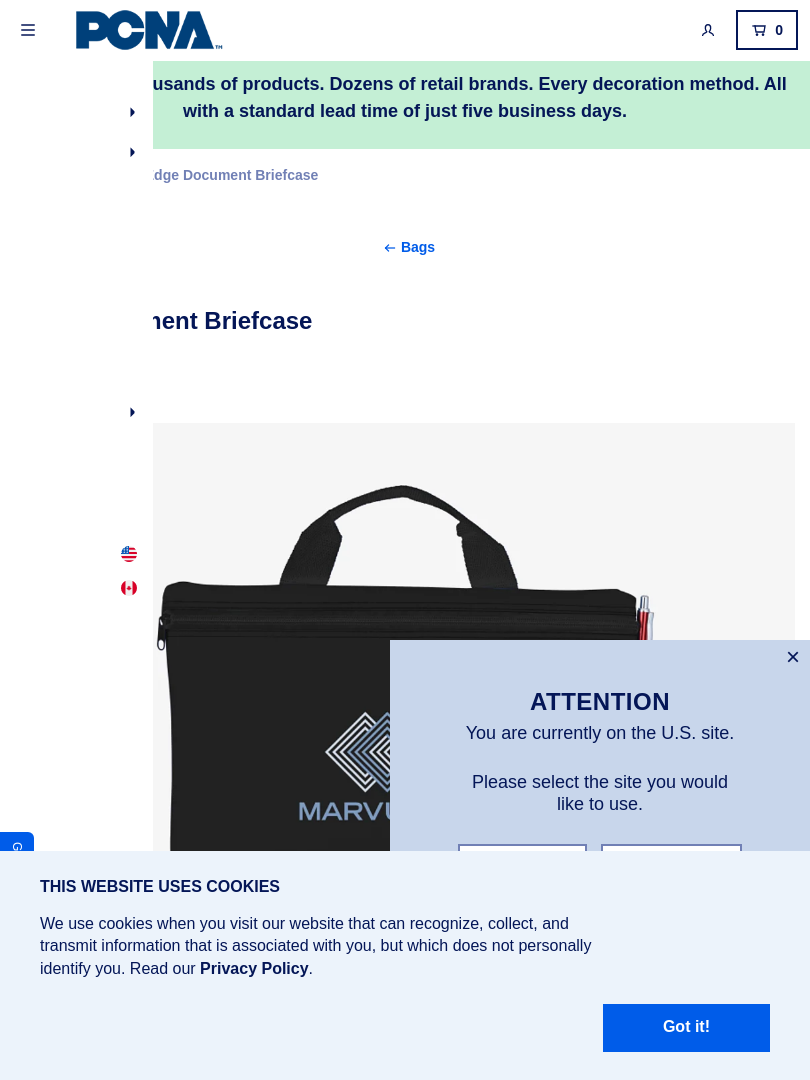 PCNA
TM
0
usands of products. Dozens of retail brands. Every decoration method. All
with a standard lead time of just five business days.
dge Document Briefcase
← Bags
ment Briefcase
MARVU
ATTENTION
You are currently on the U.S. site.
Please select the site you would
like to use.
G
THIS WEBSITE USES COOKIES
We use cookies when you visit our website that can recognize, collect, and
transmit information that is associated with you, but which does not personally
identify you. Read our Privacy Policy.
Got it!